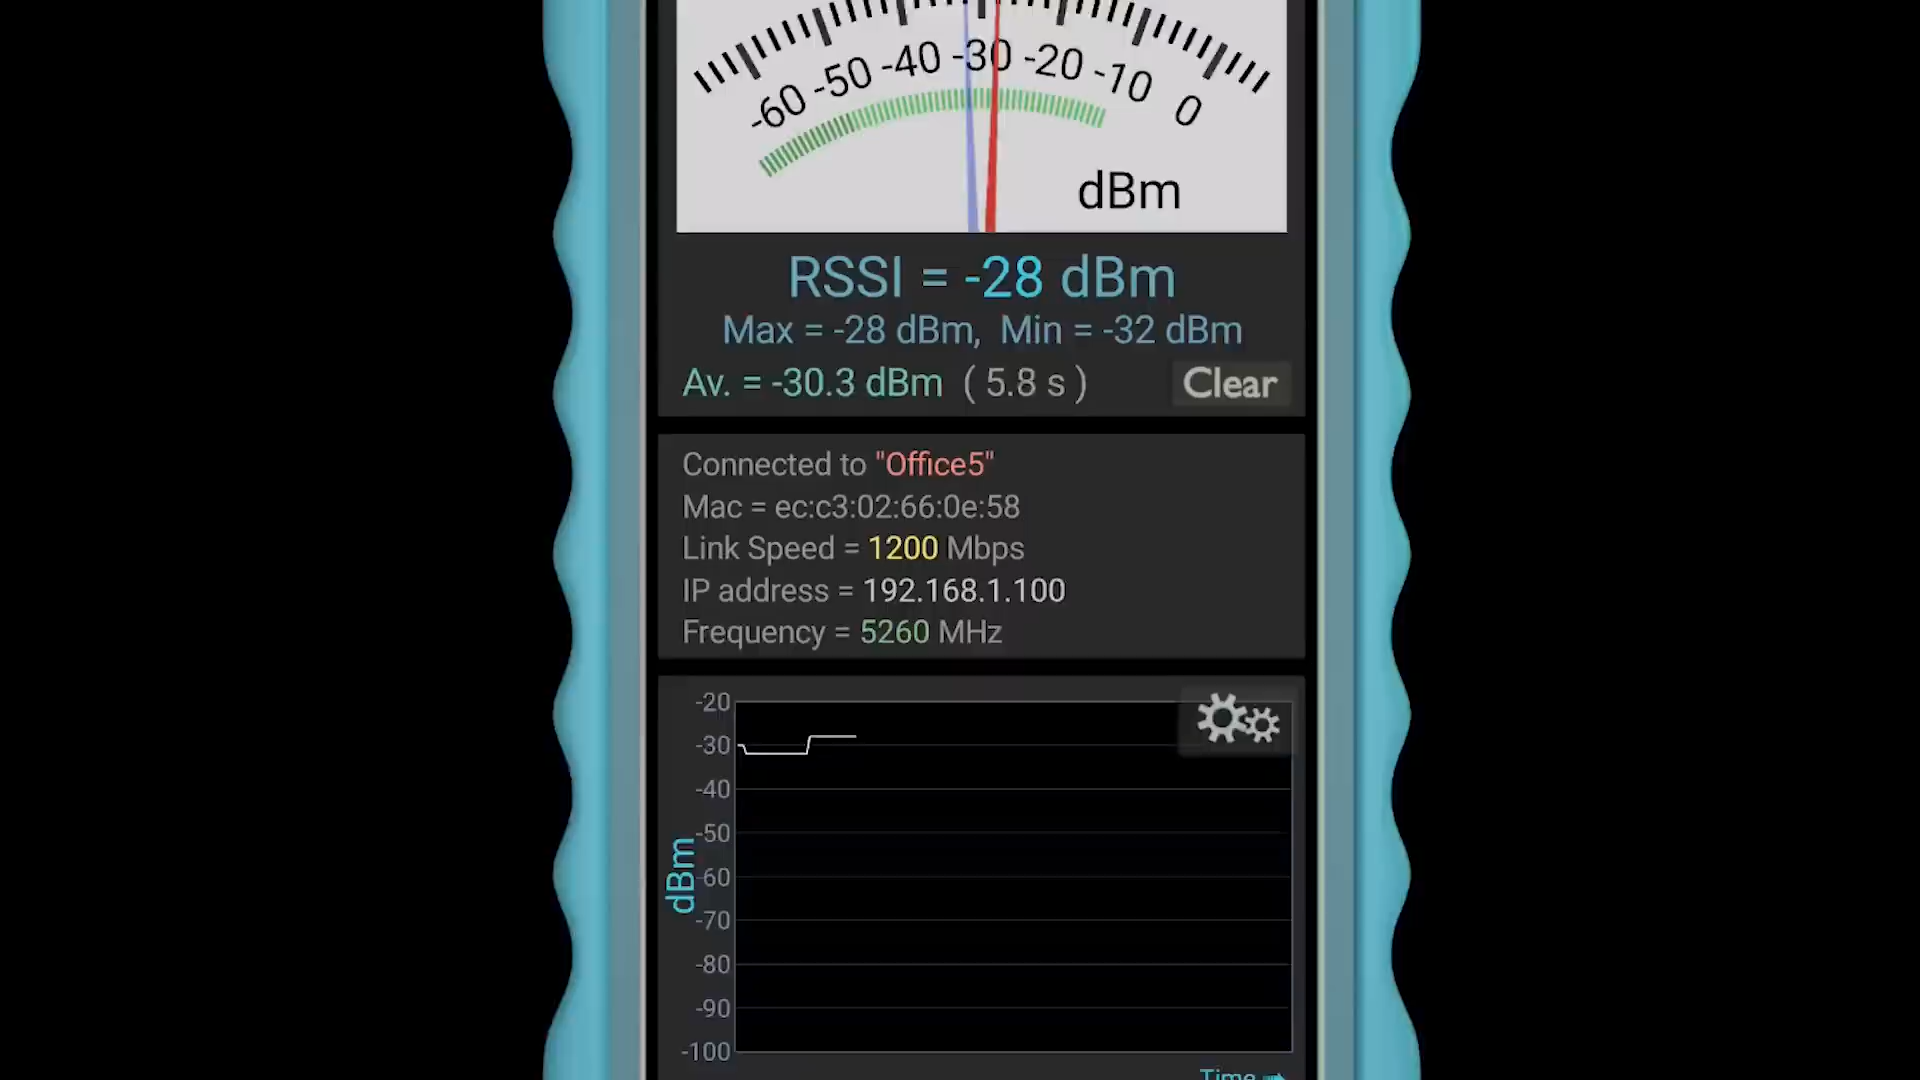 -60 -50 -40 -30 -20 -10 0
dBm
RSSI = -28 dBm
Max = -28 dBm, Min = -32 dBm
Av. = -30.3 dBm ( 5.8 s )
Clear
Connected to "Office5"
Mac = ec:c3:02:66:0e:58
Link Speed = 1200 Mbps
IP address = 192.168.1.100
Frequency = 5260 MHz
-20
-30
-40
-50
-60
-70
-80
-90
-100
dBm
Time